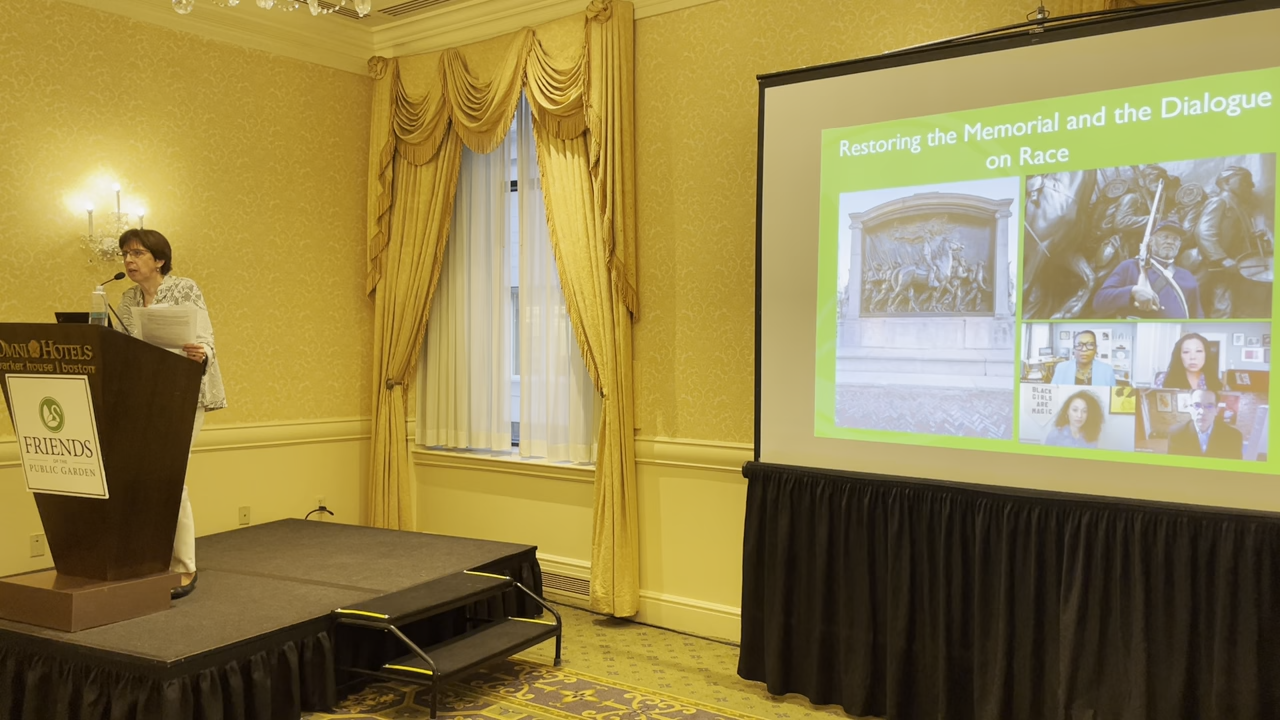 OMNI HOTELS
parker house | boston
FRIENDS
OF THE
PUBLIC GARDEN
Restoring the Memorial and the Dialogue
on Race
BLACK
GIRLS
ARE
MAGIC